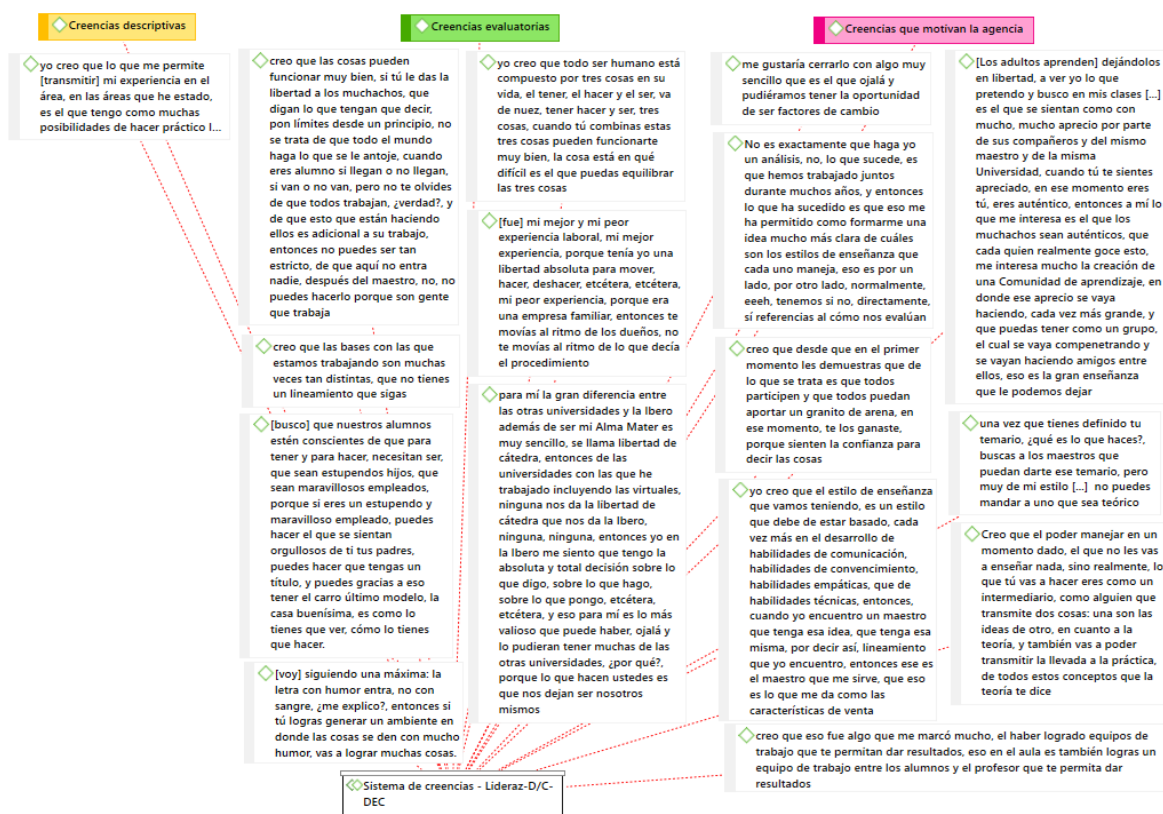 Creencias descriptivas
yo creo que lo que me permite
[transmitir] mi experiencia en el
área, en las áreas que he estado,
es el que tengo como muchas
posibilidades de hacer práctico l...
Creencias evaluatorias
creo que las cosas pueden
funcionar muy bien, si tú le das la
libertad a los muchachos, que
digan lo que tengan que decir,
pon límites desde un principio, no
se trata de que todo el mundo
haga lo que se le antoje, cuando
eres alumno si llegan o no llegan,
si van o no van, pero no te olvides
de que todos trabajan, ¿verdad?, y
de que esto que están haciendo
ellos es adicional a su trabajo,
entonces no puedes ser tan
estricto, de que aquí no entra
nadie, después del maestro, no, no
puedes hacerlo porque son gente
que trabaja
creo que las bases con las que
estamos trabajando son muchas
veces tan distintas, que no tienes
un lineamiento que sigas
[busco] que nuestros alumnos
estén conscientes de que para
tener y para hacer, necesitan ser,
que sean estupendos hijos, que
sean maravillosos empleados,
porque si eres un estupendo y
maravilloso empleado, puedes
hacer el que se sientan
orgullosos de ti tus padres,
puedes hacer que tengas un
título, y puedes gracias a eso
tener el carro último modelo, la
casa buenísima, es como lo
tienes que ver, cómo lo tienes
que hacer.
[voy] siguiendo una máxima: la
letra con humor entra, no con
sangre, ¿me explico?, entonces si
tú logras generar un ambiente en
donde las cosas se den con mucho
humor, vas a lograr muchas cosas.
yo creo que todo ser humano está
compuesto por tres cosas en su
vida, el tener, el hacer y el ser, va
de nuez, tener hacer y ser, tres
cosas, cuando tú combinas estas
tres cosas pueden funcionarte
muy bien, la cosa está en qué
difícil es el que puedas equilibrar
las tres cosas
[fue] mi mejor y mi peor
experiencia laboral, mi mejor
experiencia, porque tenía yo una
libertad absoluta para mover,
hacer, deshacer, etcétera, etcétera,
mi peor experiencia, porque era
una empresa familiar, entonces te
movías al ritmo de los dueños, no
te movías al ritmo de lo que decía
el procedimiento
para mí la gran diferencia entre
las otras universidades y la Ibero
además de ser mi Alma Mater es
muy sencillo, se llama libertad de
cátedra, entonces de las
universidades con las que he
trabajado incluyendo las virtuales,
ninguna nos da la libertad de
cátedra que nos da la Ibero,
ninguna, ninguna, entonces yo en
la Ibero me siento que tengo la
absoluta y total decisión sobre lo
que digo, sobre lo que hago,
sobre lo que pongo, etcétera,
etcétera, y eso para mí es lo más
valioso que puede haber, ojalá y
lo pudieran tener muchas de las
otras universidades, ¿por qué?,
porque lo que hacen ustedes es
que nos dejan ser nosotros
mismos
Creencias que motivan la agencia
me gustaría cerrarlo con algo muy
sencillo que es el que ojalá y
pudiéramos tener la oportunidad
de ser factores de cambio
No es exactamente que haga yo
un análisis, no, lo que sucede, es
que hemos trabajado juntos
durante muchos años, y entonces
lo que ha sucedido es que eso me
ha permitido como formarme una
idea mucho más clara de cuáles
son los estilos de enseñanza que
cada uno maneja, eso es por un
lado, por otro lado, normalmente,
eeeh, tenemos si no, directamente,
sí referencias al cómo nos evalúan
creo que desde que en el primer
momento les demuestras que de
lo que se trata es que todos
participen y que todos puedan
aportar un granito de arena, en
ese momento, te los ganaste,
porque sienten la confianza para
decir las cosas
yo creo que el estilo de enseñanza
que vamos teniendo, es un estilo
que debe de estar basado, cada
vez más en el desarrollo de
habilidades de comunicación,
habilidades de convencimiento,
habilidades empáticas, que de
habilidades técnicas, entonces,
cuando yo encuentro un maestro
que tenga esa idea, que tenga esa
misma, por decir así, lineamiento
que yo encuentro, entonces ese es
el maestro que me sirve, que eso
es lo que me da como las
características de venta
[Los adultos aprenden] dejándolos
en libertad, a ver yo lo que
pretendo y busco en mis clases [...]
es el que se sientan como con
mucho, mucho aprecio por parte
de sus compañeros y del mismo
maestro y de la misma
Universidad, cuando tú te sientes
apreciado, en ese momento eres
tú, eres auténtico, entonces a mí lo
que me interesa es el que los
muchachos sean auténticos, que
cada quien realmente goce esto,
me interesa mucho la creación de
una Comunidad de aprendizaje, en
donde ese aprecio se vaya
haciendo, cada vez más grande, y
que puedas tener como un grupo,
el cual se vaya compenetrando y
se vayan haciendo amigos entre
ellos, eso es la gran enseñanza
que le podemos dejar
una vez que tienes definido tu
temario, ¿qué es lo que haces?,
buscas a los maestros que
puedan darte ese temario, pero
muy de mi estilo [...] no puedes
mandar a uno que sea teórico
Creo que el poder manejar en un
momento dado, el que no les vas
a enseñar nada, sino realmente, lo
que tú vas a hacer eres como un
intermediario, como alguien que
transmite dos cosas: una son las
ideas de otro, en cuanto a la
teoría, y también vas a poder
transmitir la llevada a la práctica,
de todos estos conceptos que la
teoría te dice
creo que eso fue algo que me marcó mucho, el haber logrado equipos de
trabajo que te permitan dar resultados, eso en el aula es también logras un
equipo de trabajo entre los alumnos y el profesor que te permita dar
resultados
Sistema de creencias - Lideraz-D/C-
DEC